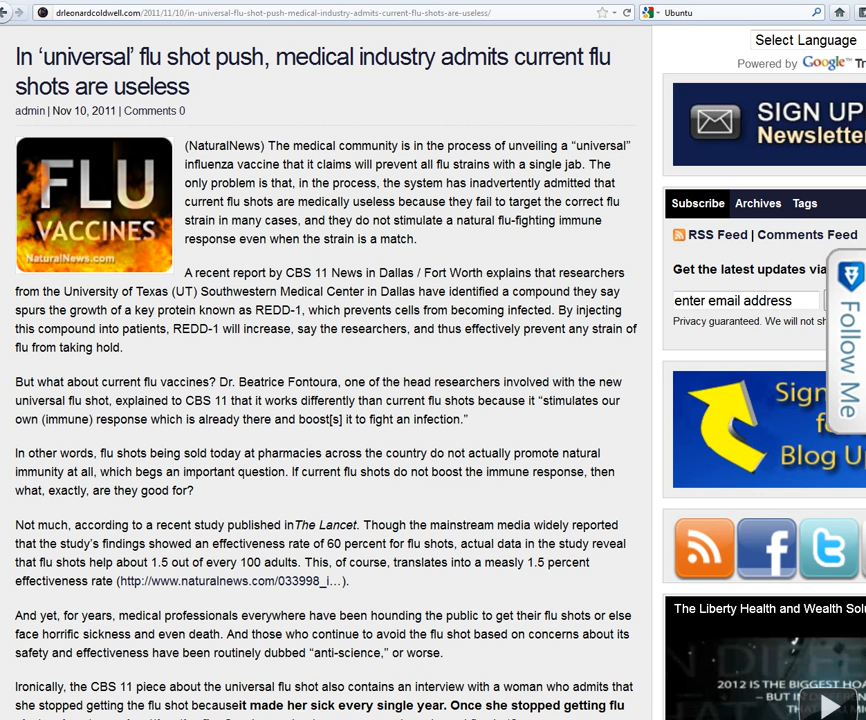 drleonardcoldwell.com/2011/11/10/in-universal-flu-shot-push-medical-industry-admits-current-flu-shots-are-useless/
Ubuntu
In ‘universal’ flu shot push, medical industry admits current flu
shots are useless
admin | Nov 10, 2011 | Comments 0
FLU
VACCINES
NaturalNews.com
(NaturalNews) The medical community is in the process of unveiling a “universal”
influenza vaccine that it claims will prevent all flu strains with a single jab. The
only problem is that, in the process, the system has inadvertently admitted that
current flu shots are medically useless because they fail to target the correct flu
strain in many cases, and they do not stimulate a natural flu-fighting immune
response even when the strain is a match.
A recent report by CBS 11 News in Dallas / Fort Worth explains that researchers
from the University of Texas (UT) Southwestern Medical Center in Dallas have identified a compound they say
spurs the growth of a key protein known as REDD-1, which prevents cells from becoming infected. By injecting
this compound into patients, REDD-1 will increase, say the researchers, and thus effectively prevent any strain of
flu from taking hold.
But what about current flu vaccines? Dr. Beatrice Fontoura, one of the head researchers involved with the new
universal flu shot, explained to CBS 11 that it works differently than current flu shots because it “stimulates our
own (immune) response which is already there and boost[s] it to fight an infection.”
In other words, flu shots being sold today at pharmacies across the country do not actually promote natural
immunity at all, which begs an important question. If current flu shots do not boost the immune response, then
what, exactly, are they good for?
Not much, according to a recent study published inThe Lancet. Though the mainstream media widely reported
that the study’s findings showed an effectiveness rate of 60 percent for flu shots, actual data in the study reveal
that flu shots help about 1.5 out of every 100 adults. This, of course, translates into a measly 1.5 percent
effectiveness rate (http://www.naturalnews.com/033998_i…).
And yet, for years, medical professionals everywhere have been hounding the public to get their flu shots or else
face horrific sickness and even death. And those who continue to avoid the flu shot based on concerns about its
safety and effectiveness have been routinely dubbed “anti-science,” or worse.
Ironically, the CBS 11 piece about the universal flu shot also contains an interview with a woman who admits that
she stopped getting the flu shot becauseit made her sick every single year. Once she stopped getting flu
Select Language
Powered by Google™ Tr
SIGN UP
Newslette
Subscribe Archives Tags
RSS Feed | Comments Feed
Get the latest updates via
enter email address
Privacy guaranteed. We will not sh
Follow Me
Sign
fo
Blog Up
The Liberty Health and Wealth Solu
2012 IS THE BIGGEST HOA
- BUT IN